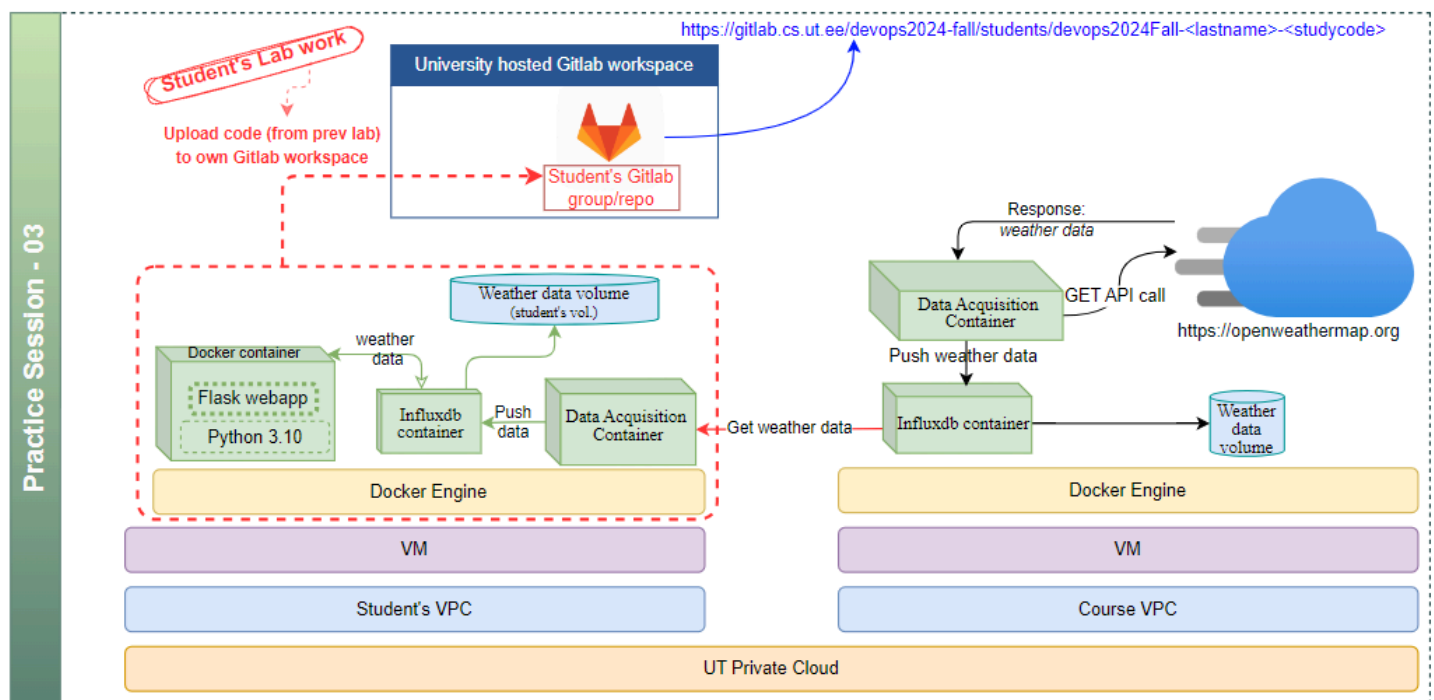 Practice Session - 03
Student's Lab work
Upload code (from prev lab)
to own Gitlab workspace
University hosted Gitlab workspace
Student's Gitlab
group/repo
https://gitlab.cs.ut.ee/devops2024-fall/students/devops2024Fall-<lastname>-<studycode>
Weather data volume
(student's vol.)
weather
data
Docker container
Flask webapp
Python 3.10
Influxdb
container
Push
data
Data Acquisition
Container
Docker Engine
VM
Student's VPC
Get weather data
Response:
weather data
Data Acquisition
Container
GET API call
https://openweathermap.org
Push weather data
Influxdb container
Weather
data
volume
Docker Engine
VM
Course VPC
UT Private Cloud